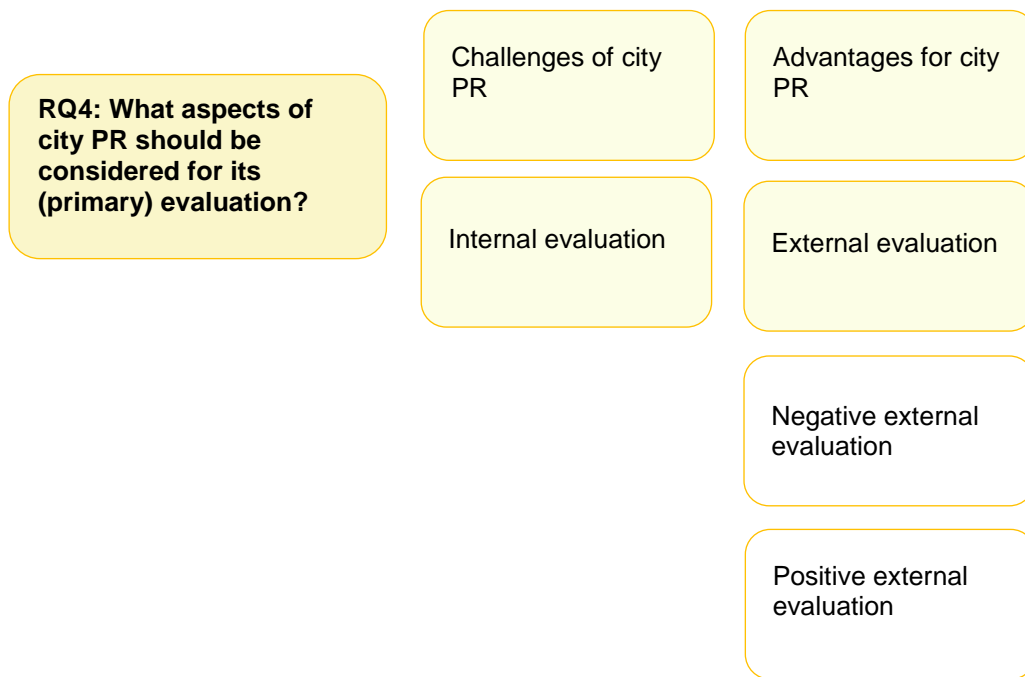 RQ4: What aspects of
city PR should be
considered for its
(primary) evaluation?
Challenges of city
PR
Advantages for city
PR
Internal evaluation
External evaluation
Negative external
evaluation
Positive external
evaluation